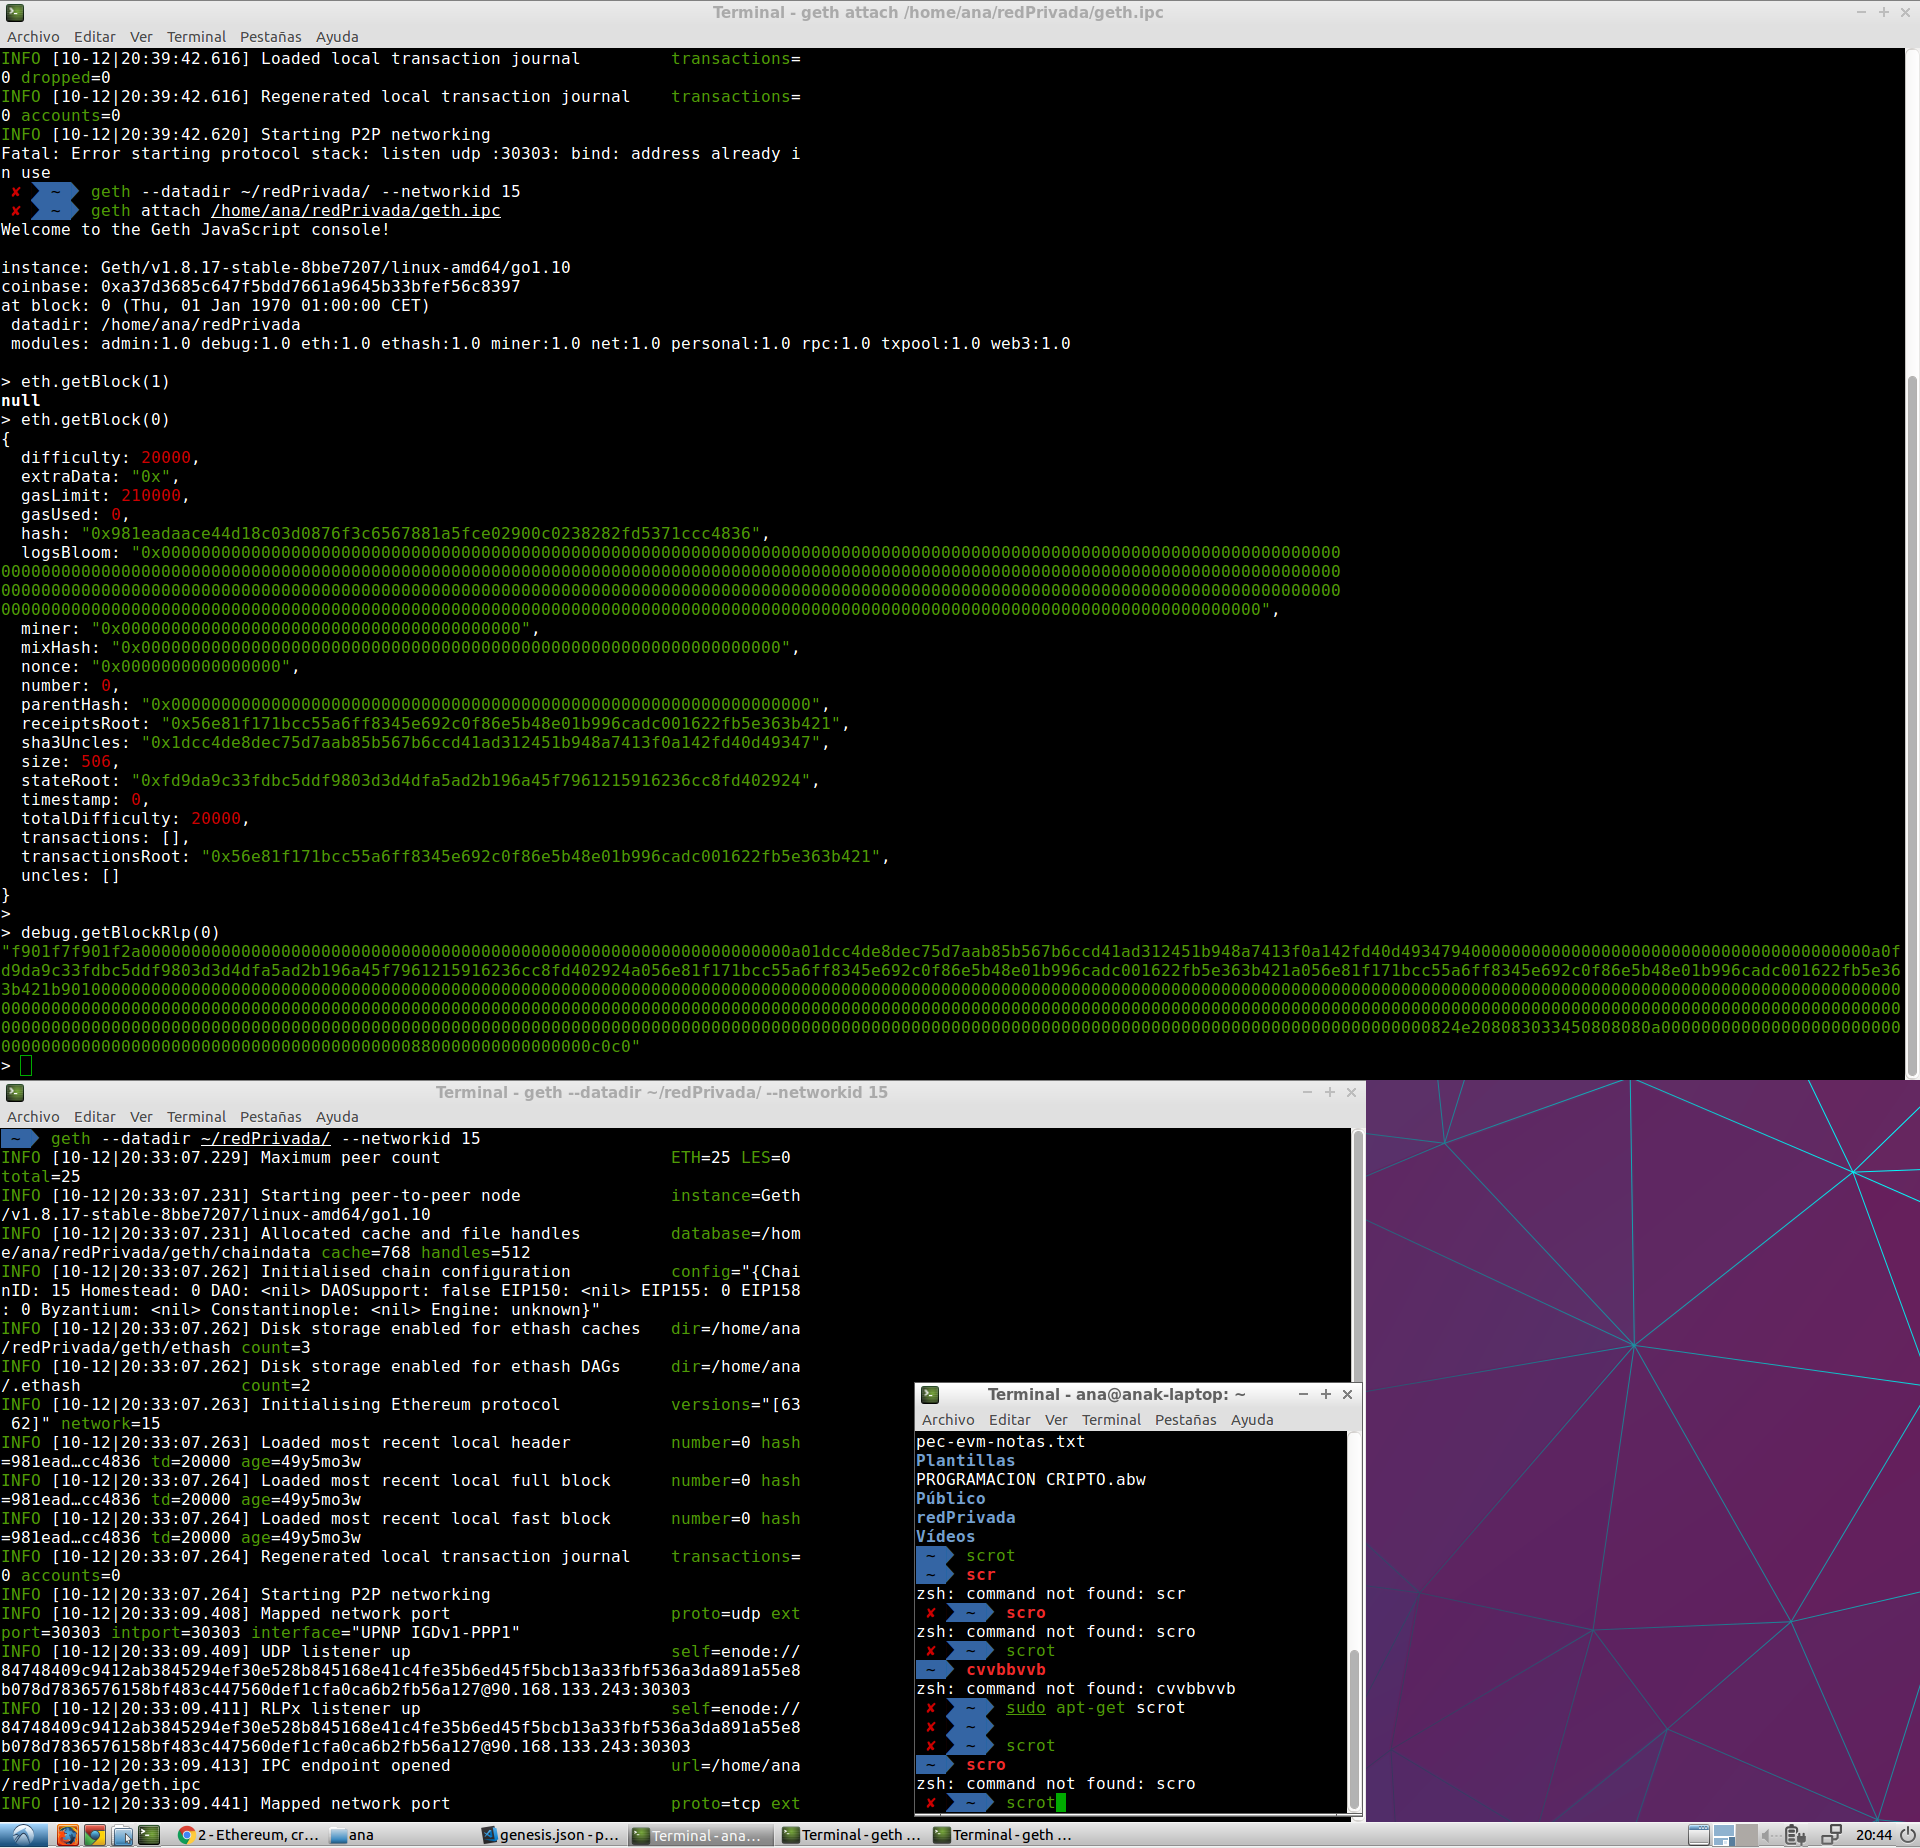 Terminal - geth attach /home/ana/redPrivada/geth.ipc
Archivo Editar Ver Terminal Pestañas Ayuda
INFO [10-12|20:39:42.616] Loaded local transaction journal transactions=
0 dropped=0
INFO [10-12|20:39:42.616] Regenerated local transaction journal transactions=
0 accounts=0
INFO [10-12|20:39:42.620] Starting P2P networking
Fatal: Error starting protocol stack: listen udp :30303: bind: address already i
n use
✘ ~ geth --datadir ~/redPrivada/ --networkid 15
✘ ~ geth attach /home/ana/redPrivada/geth.ipc
Welcome to the Geth JavaScript console!
instance: Geth/v1.8.17-stable-8bbe7207/linux-amd64/go1.10
coinbase: 0xa37d3685c647f5bdd7661a9645b33bfef56c8397
at block: 0 (Thu, 01 Jan 1970 01:00:00 CET)
datadir: /home/ana/redPrivada
modules: admin:1.0 debug:1.0 eth:1.0 ethash:1.0 miner:1.0 net:1.0 personal:1.0 rpc:1.0 txpool:1.0 web3:1.0
> eth.getBlock(1)
null
> eth.getBlock(0)
{
difficulty: 20000,
extraData: "0x",
gasLimit: 210000,
gasUsed: 0,
hash: "0x981eadaace44d18c03d0876f3c6567881a5fce02900c0238282fd5371ccc4836",
logsBloom: "0x0000000000000000000000000000000000000000000000000000000000000000000000000000000000000000000000000000000000000000000000
00000000000000000000000000000000000000000000000000000000000000000000000000000000000000000000000000000000000000000000000000000000000000
00000000000000000000000000000000000000000000000000000000000000000000000000000000000000000000000000000000000000000000000000000000000000
000000000000000000000000000000000000000000000000000000000000000000000000000000000000000000000000000000000000000000000000000000",
miner: "0x0000000000000000000000000000000000000000",
mixHash: "0x0000000000000000000000000000000000000000000000000000000000000000",
nonce: "0x0000000000000000",
number: 0,
parentHash: "0x0000000000000000000000000000000000000000000000000000000000000000",
receiptsRoot: "0x56e81f171bcc55a6ff8345e692c0f86e5b48e01b996cadc001622fb5e363b421",
sha3Uncles: "0x1dcc4de8dec75d7aab85b567b6ccd41ad312451b948a7413f0a142fd40d49347",
size: 506,
stateRoot: "0xfd9da9c33fdbc5ddf9803d3d4dfa5ad2b196a45f7961215916236cc8fd402924",
timestamp: 0,
totalDifficulty: 20000,
transactions: [],
transactionsRoot: "0x56e81f171bcc55a6ff8345e692c0f86e5b48e01b996cadc001622fb5e363b421",
uncles: []
}
>
> debug.getBlockRlp(0)
"f901f7f901f2a00000000000000000000000000000000000000000000000000000000000000000a01dcc4de8dec75d7aab85b567b6ccd41ad312451b948a7413f0a142fd40d49347940000000000000000000000000000000000000000a0f
d9da9c33fdbc5ddf9803d3d4dfa5ad2b196a45f7961215916236cc8fd402924a056e81f171bcc55a6ff8345e692c0f86e5b48e01b996cadc001622fb5e363b421a056e81f171bcc55a6ff8345e692c0f86e5b48e01b996cadc001622fb5e36
3b421b9010000000000000000000000000000000000000000000000000000000000000000000000000000000000000000000000000000000000000000000000000000000000000000000000000000000000000000000000000000000000000000
0000000000000000000000000000000000000000000000000000000000000000000000000000000000000000000000000000000000000000000000000000000000000000000000000000000000000000000000000000000000000000000000
00000000000000000000000000000000000000000000000000000000000000000000000000000000000000000000000000000000000000000000000000000000000000000000000824e208083033450808080a000000000000000000000000
0000000000000000000000000000000000000000088 0000000000000000c0c0"
>
Terminal - geth --datadir ~/redPrivada/ --networkid 15
Archivo Editar Ver Terminal Pestañas Ayuda
~ geth --datadir ~/redPrivada/ --networkid 15
INFO [10-12|20:33:07.229] Maximum peer count ETH=25 LES=0
total=25
INFO [10-12|20:33:07.231] Starting peer-to-peer node instance=Geth
/v1.8.17-stable-8bbe7207/linux-amd64/go1.10
INFO [10-12|20:33:07.231] Allocated cache and file handles database=/hom
e/ana/redPrivada/geth/chaindata cache=768 handles=512
INFO [10-12|20:33:07.262] Initialised chain configuration config="{Chai
nID: 15 Homestead: 0 DAO: <nil> DAOSupport: false EIP150: <nil> EIP155: 0 EIP158
: 0 Byzantium: <nil> Constantinople: <nil> Engine: unknown}"
INFO [10-12|20:33:07.262] Disk storage enabled for ethash caches dir=/home/ana
/redPrivada/geth/ethash count=3
INFO [10-12|20:33:07.262] Disk storage enabled for ethash DAGs dir=/home/ana
/.ethash count=2
INFO [10-12|20:33:07.263] Initialising Ethereum protocol versions="[63
62]" network=15
INFO [10-12|20:33:07.263] Loaded most recent local header number=0 hash
=981ead…cc4836 td=20000 age=49y5mo3w
INFO [10-12|20:33:07.264] Loaded most recent local full block number=0 hash
=981ead…cc4836 td=20000 age=49y5mo3w
INFO [10-12|20:33:07.264] Loaded most recent local fast block number=0 hash
=981ead…cc4836 td=20000 age=49y5mo3w
INFO [10-12|20:33:07.264] Regenerated local transaction journal transactions=
0 accounts=0
INFO [10-12|20:33:07.264] Starting P2P networking
INFO [10-12|20:33:09.408] Mapped network port proto=udp ext
port=30303 intport=30303 interface="UPNP IGDv1-PPP1"
INFO [10-12|20:33:09.409] UDP listener up self=enode://
84748409c9412ab3845294ef30e528b845168e41c4fe35b6ed45f5bcb13a33fbf536a3da891a55e8
b078d7836576158bf483c447560def1cfa0ca6b2fb56a127@90.168.133.243:30303
INFO [10-12|20:33:09.411] RLPx listener up self=enode://
84748409c9412ab3845294ef30e528b845168e41c4fe35b6ed45f5bcb13a33fbf536a3da891a55e8
b078d7836576158bf483c447560def1cfa0ca6b2fb56a127@90.168.133.243:30303
INFO [10-12|20:33:09.413] IPC endpoint opened url=/home/ana
/redPrivada/geth.ipc
INFO [10-12|20:33:09.441] Mapped network port proto=tcp ext
Terminal - ana@anak-laptop: ~
Archivo Editar Ver Terminal Pestañas Ayuda
pec-evm-notas.txt
Plantillas
PROGRAMACION CRIPTO.abw
Público
redPrivada
Vídeos
~ scrot
~ scr
zsh: command not found: scr
✘ ~ scro
zsh: command not found: scro
✘ ~ scrot
~ cvvbbvvb
zsh: command not found: cvvbbvvb
✘ ~ sudo apt-get scrot
✘ ~
✘ ~ scrot
~ scro
zsh: command not found: scro
✘ ~ scrot
2 - Ethereum, cr... ana genesis.json - p... Terminal - ana... Terminal - geth ... Terminal - geth ... 20:44